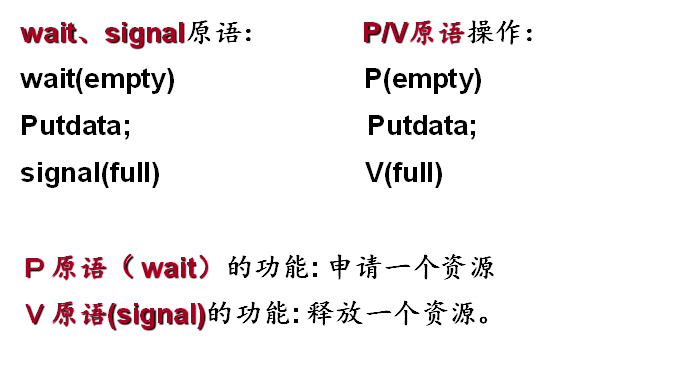 wait、signal原语： P/V原语操作：
wait(empty) P(empty)
Putdata; Putdata;
signal(full) V(full)
P 原语（ wait）的功能: 申请一个资源
V 原语(signal)的功能: 释放一个资源。